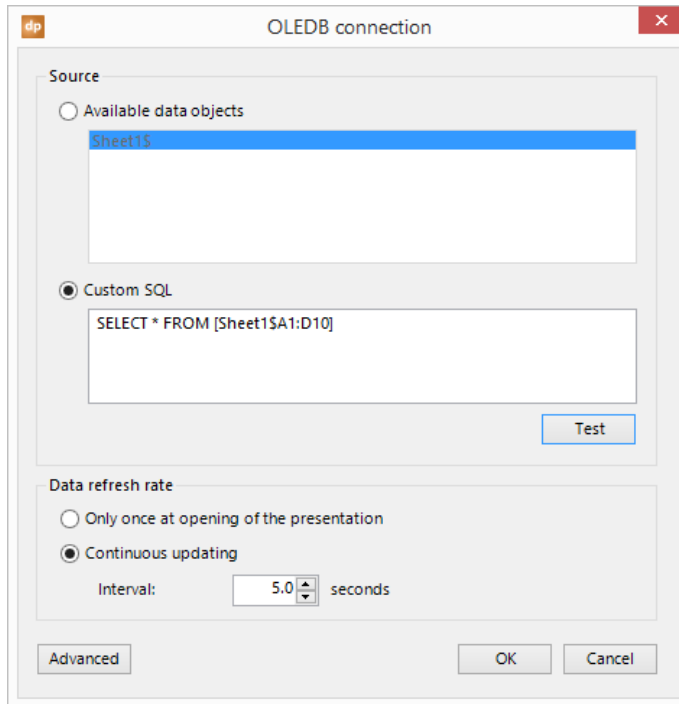 dp
OLEDB connection
Source
Available data objects
Sheet1$
Custom SQL
SELECT * FROM [Sheet1$A1:D10]
Test
Data refresh rate
Only once at opening of the presentation
Continuous updating
Interval: 5.0 seconds
Advanced OK Cancel